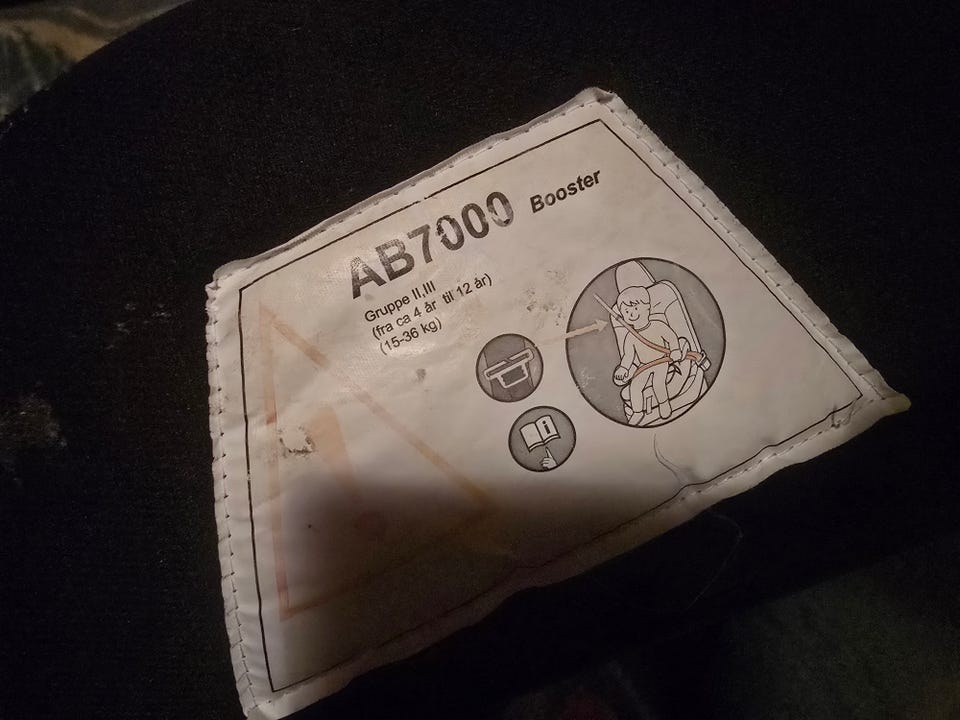 AB7000 Booster
Gruppe II,III
(fra ca 4 år til 12 år)
(15-36 kg)
i